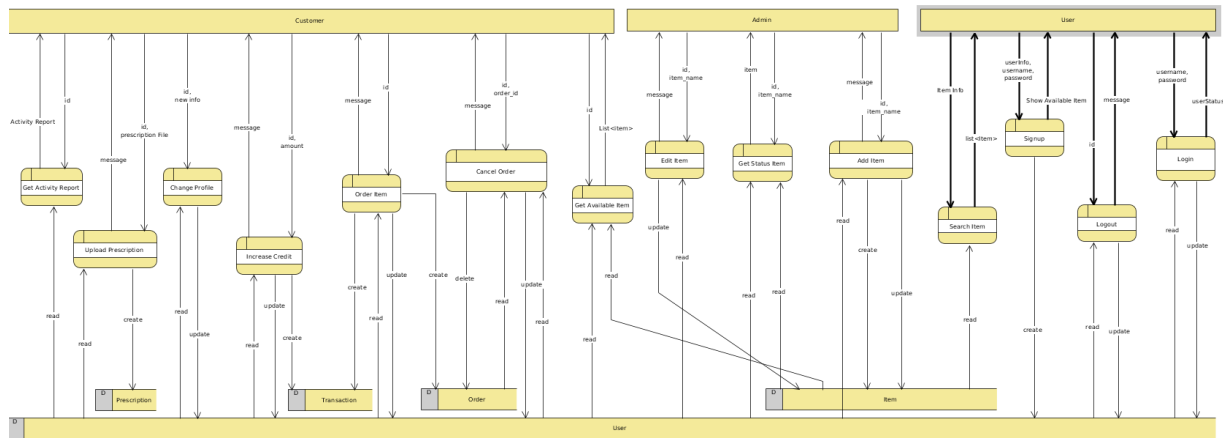 Customer
Admin
User
Activity Report
id
message
id,
prescription File
id,
new info
message
id,
amount
message
id
message
id,
order_id
id
List<item>
message
id,
item_name
item
id,
item_name
message
id,
item_name
Item Info
list<Item>
userInfo,
username,
password
Show Available Item
id
message
username,
password
userStatus
Get Activity Report
Upload Prescription
Change Profile
Increase Credit
Order Item
Cancel Order
Get Available Item
Edit Item
Get Status Item
Add Item
Search Item
Signup
Logout
Login
read
read
create
read
update
read
update
create
create
read
update
create
delete
read
update
read
read
read
update
read
read
read
read
create
update
read
create
read
update
read
update
D
Prescription
D
Transaction
D
Order
D
Item
D
User